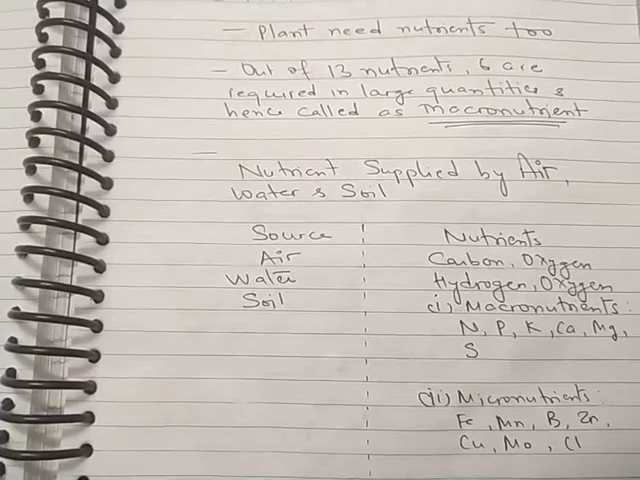 - Plant need nutrients too
- Out of 13 nutrients, 6 are
required in large quantities &
hence called as macronutrient
-
Nutrient Supplied by Air,
Water & Soil
Source Nutrients
Air Carbon, Oxygen
Water Hydrogen, Oxygen
Soil (i) Macronutrients:
N, P, K, Ca, Mg,
S
(ii) Micronutrients:
Fe, Mn, B, Zn,
Cu, Mo, Cl